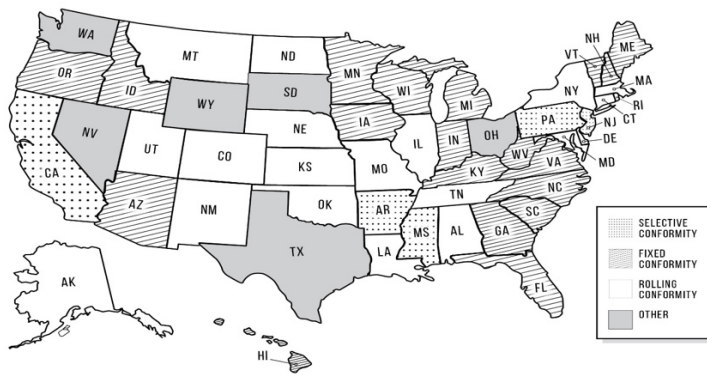 WA
MT
ND
MN
VT
NH
ME
OR
ID
WY
SD
WI
MI
NY
MA
RI
CT
NV
UT
CO
NE
IA
IL
IN
OH
PA
NJ
DE
MD
CA
KS
MO
KY
WV
VA
AZ
NM
OK
AR
TN
NC
SC
TX
LA
MS
AL
GA
FL
AK
HI
SELECTIVE
CONFORMITY
FIXED
CONFORMITY
ROLLING
CONFORMITY
OTHER